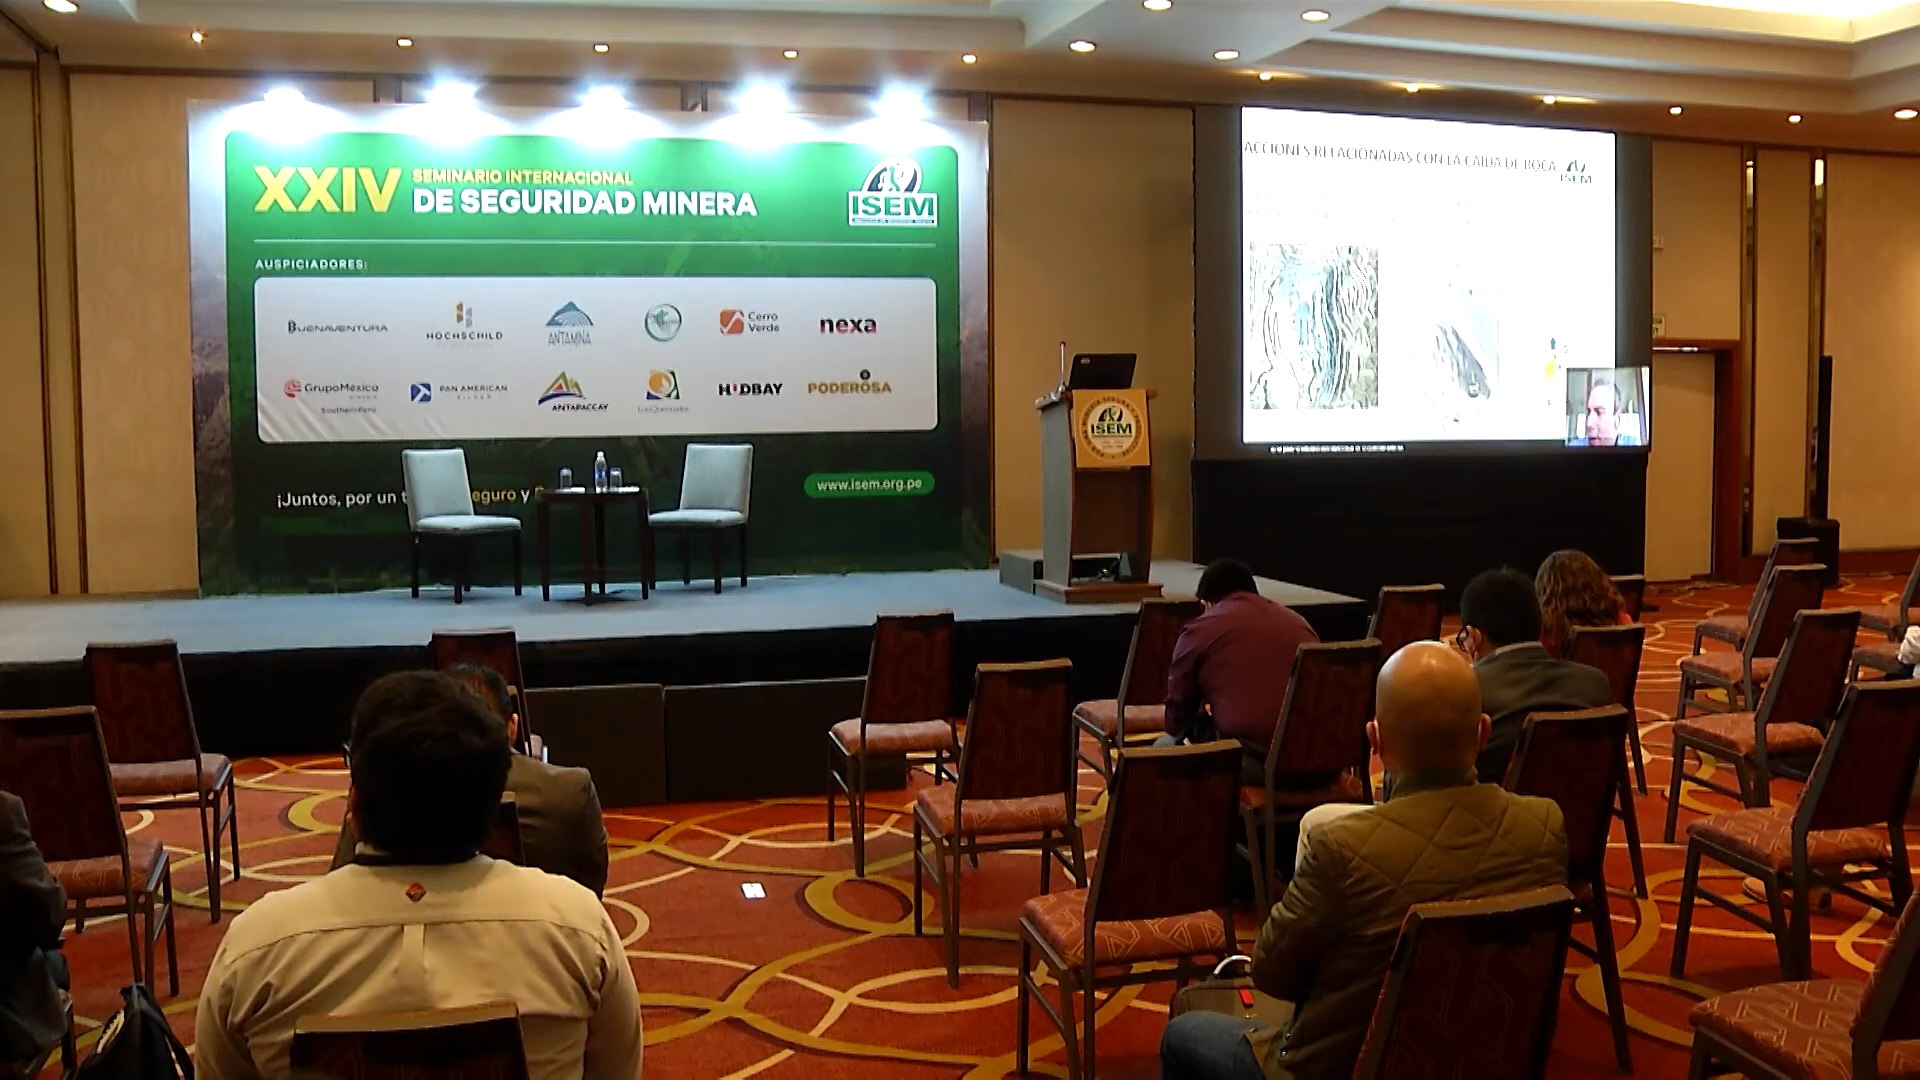 XXIV
SEMINARIO INTERNACIONAL
DE SEGURIDAD MINERA
ISEM
AUSPICIADORES:
BUENAVENTURA
HOCHSCHILD
ANTAMINA
Cerro Verde
nexa
GrupoMéxico
SouthernPerú
PAN AMERICAN
SILVER
ANTAPACCAY
Los Quenuales
HUDBAY
PODEROSA
¡Juntos, por un t
eguro y
www.isem.org.pe
ISEM
ACCIONES RELACIONADAS CON LA CAÍDA DE ROCA
ISEM